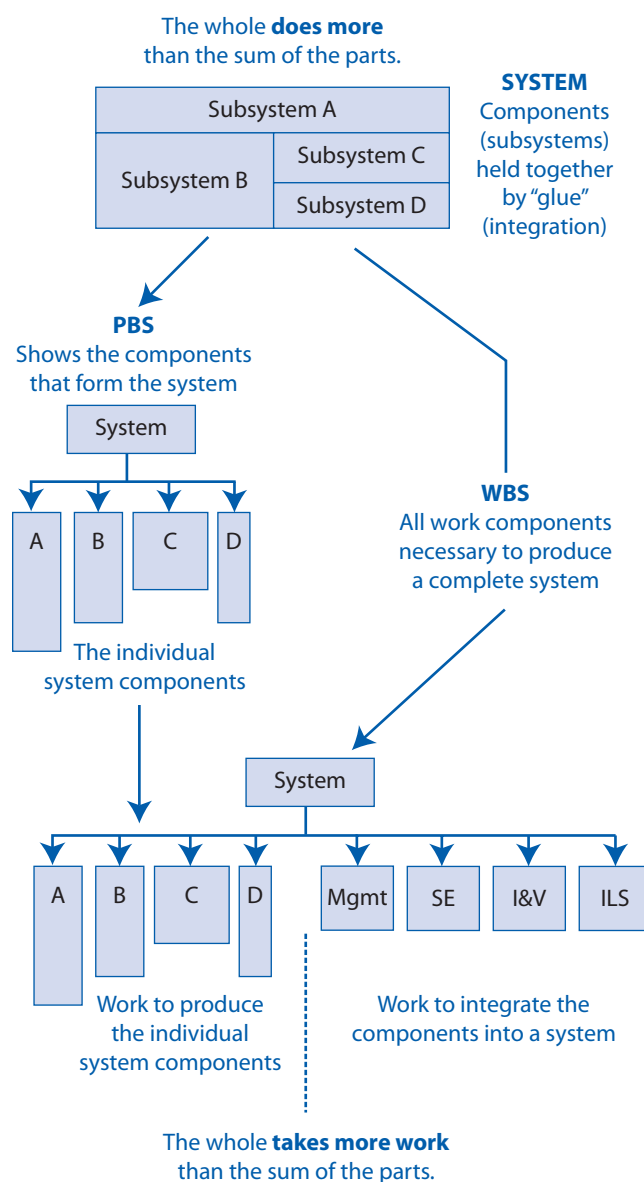 The whole does more
than the sum of the parts.
SYSTEM
Components
(subsystems)
held together
by “glue”
(integration)
Subsystem A
Subsystem B
Subsystem C
Subsystem D
PBS
Shows the components
that form the system
System
A B C D
The individual
system components
WBS
All work components
necessary to produce
a complete system
System
A B C D Mgmt SE I&V ILS
Work to produce
the individual
system components
Work to integrate the
components into a system
The whole takes more work
than the sum of the parts.